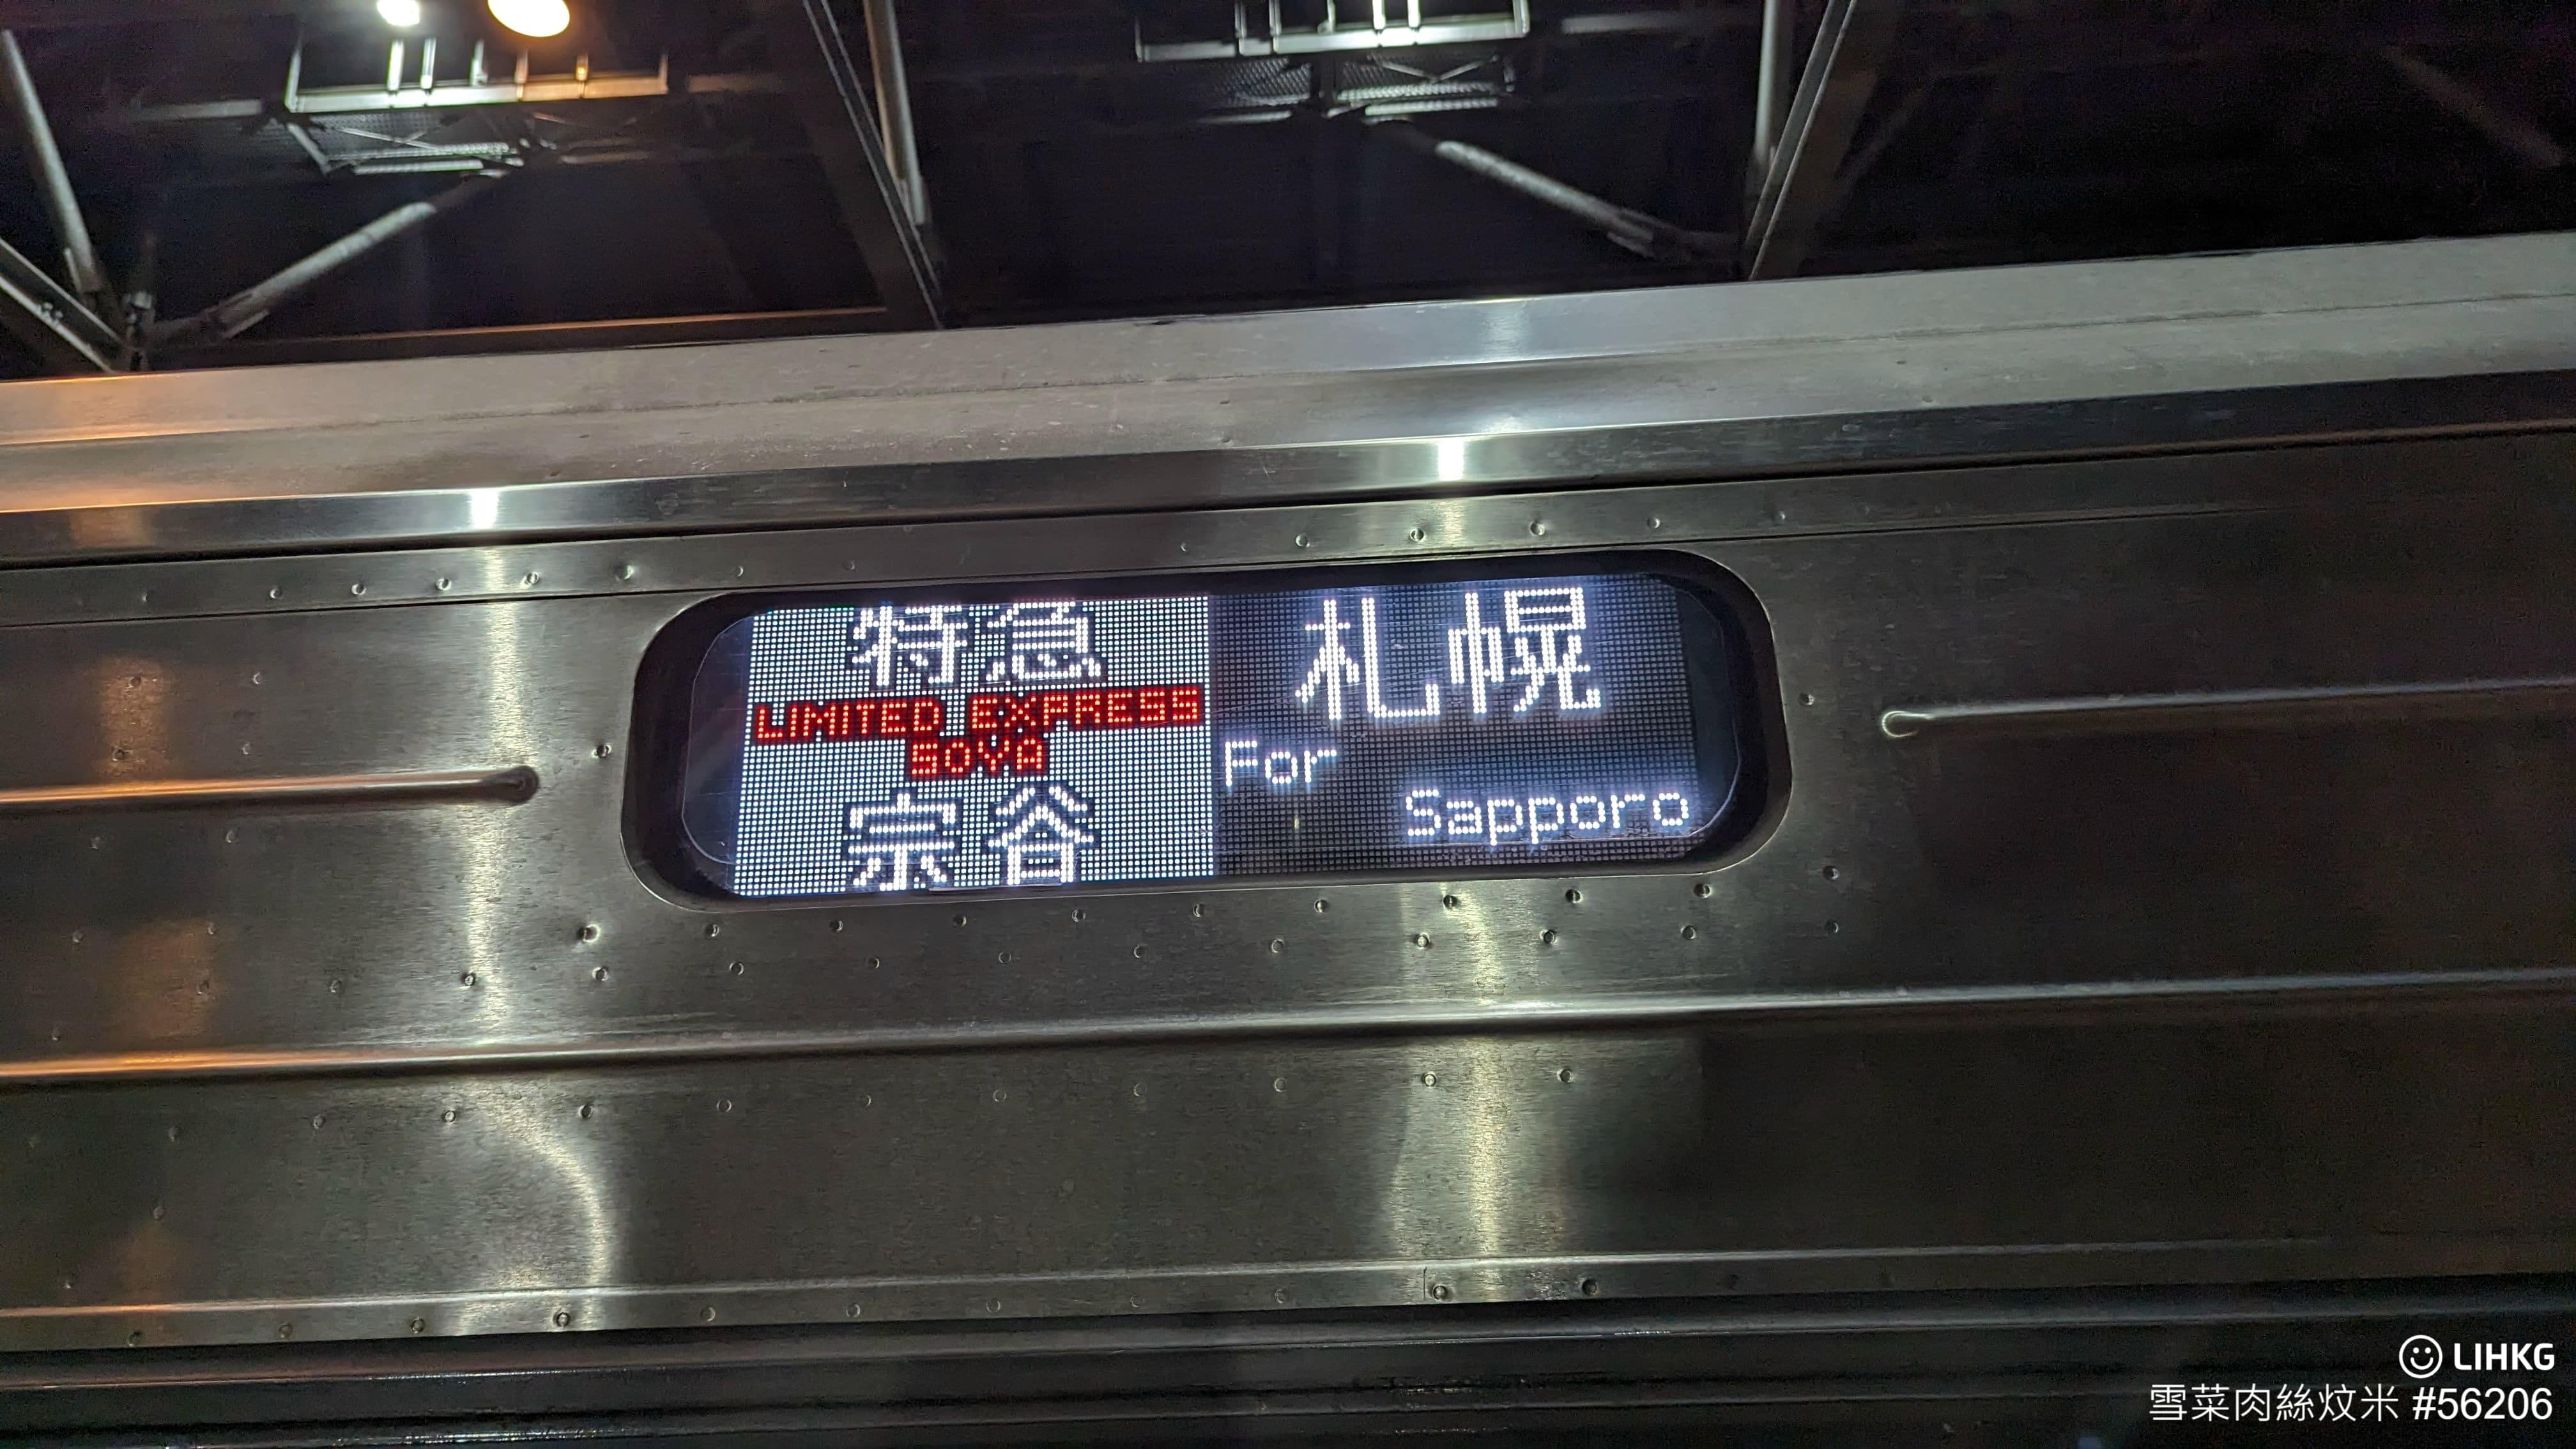 特急
LIMITED EXPRESS
SOYA
宗谷
札幌
For
Sapporo
LIHKG
雪菜肉絲炆米 #56206